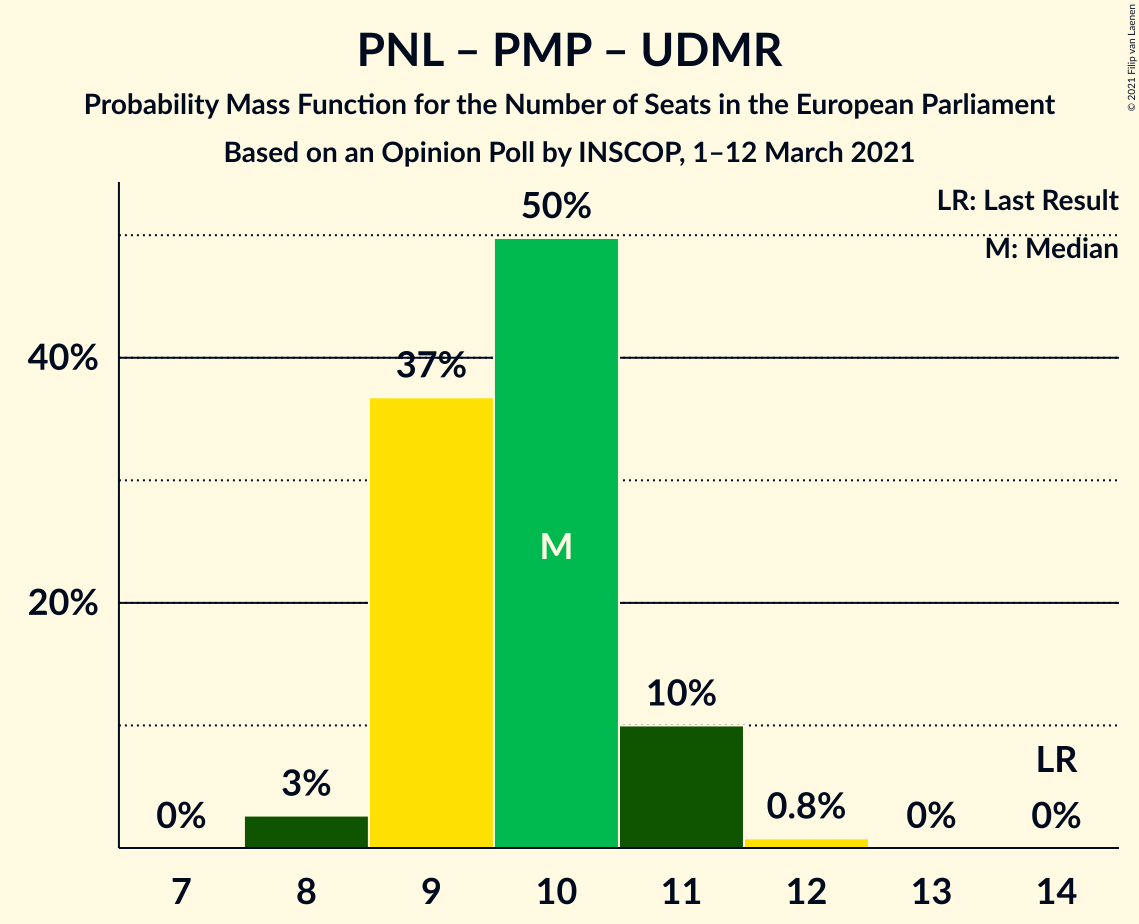 PNL – PMP – UDMR
Probability Mass Function for the Number of Seats in the European Parliament
Based on an Opinion Poll by INSCOP, 1–12 March 2021
© 2021 Filip van Laenen
LR: Last Result
M: Median
50%
40%
37%
M
20%
10%
LR
3%
0.8%
0%
0%
0%
7 8 9 10 11 12 13 14